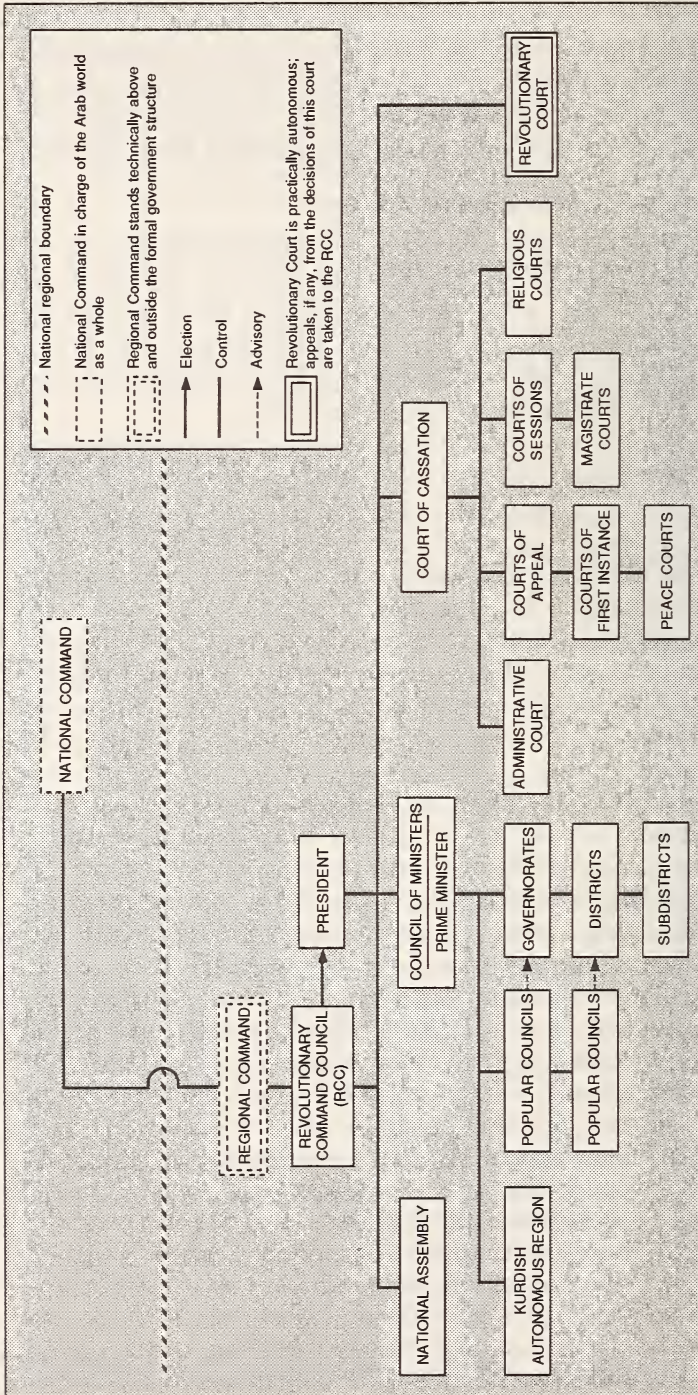 National regional boundary
National Command in charge of the Arab world
as a whole
Regional Command stands technically above
and outside the formal government structure
Election
Control
Advisory
Revolutionary Court is practically autonomous;
appeals, if any, from the decisions of this court
are taken to the RCC
NATIONAL COMMAND
REGIONAL COMMAND
REVOLUTIONARY
COMMAND COUNCIL
(RCC)
PRESIDENT
NATIONAL ASSEMBLY
COUNCIL OF MINISTERS
PRIME MINISTER
COURT OF CASSATION
KURDISH
AUTONOMOUS REGION
POPULAR COUNCILS
GOVERNORATES
POPULAR COUNCILS
DISTRICTS
SUBDISTRICTS
ADMINISTRATIVE
COURT
COURTS OF
APPEAL
COURTS OF
FIRST INSTANCE
PEACE COURTS
COURTS OF
SESSIONS
MAGISTRATE
COURTS
RELIGIOUS
COURTS
REVOLUTIONARY
COURT